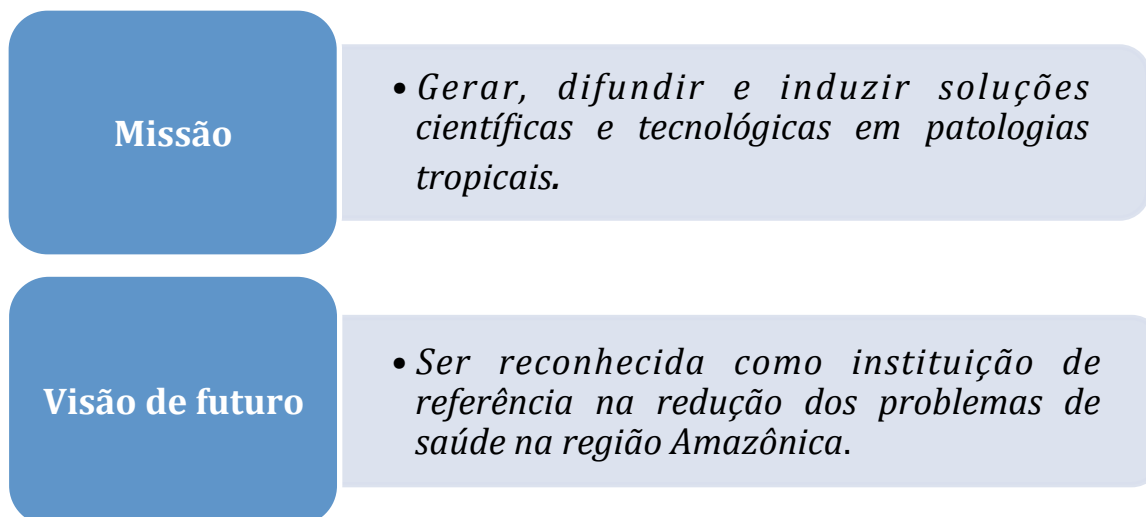 Missão
• Gerar, difundir e induzir soluções
científicas e tecnológicas em patologias
tropicais.
Visão de futuro
• Ser reconhecida como instituição de
referência na redução dos problemas de
saúde na região Amazônica.